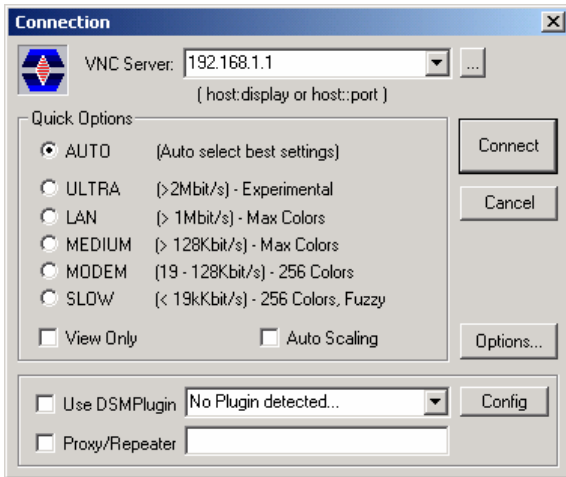 Connection
VNC Server: 192.168.1.1 ...
( host:display or host::port )
Quick Options
AUTO (Auto select best settings)
ULTRA (>2Mbit/s) - Experimental
LAN (> 1Mbit/s) - Max Colors
MEDIUM (> 128Kbit/s) - Max Colors
MODEM (19 - 128Kbit/s) - 256 Colors
SLOW (< 19kKbit/s) - 256 Colors, Fuzzy
View Only Auto Scaling
Connect
Cancel
Options...
Use DSMPlugin No Plugin detected... Config
Proxy/Repeater